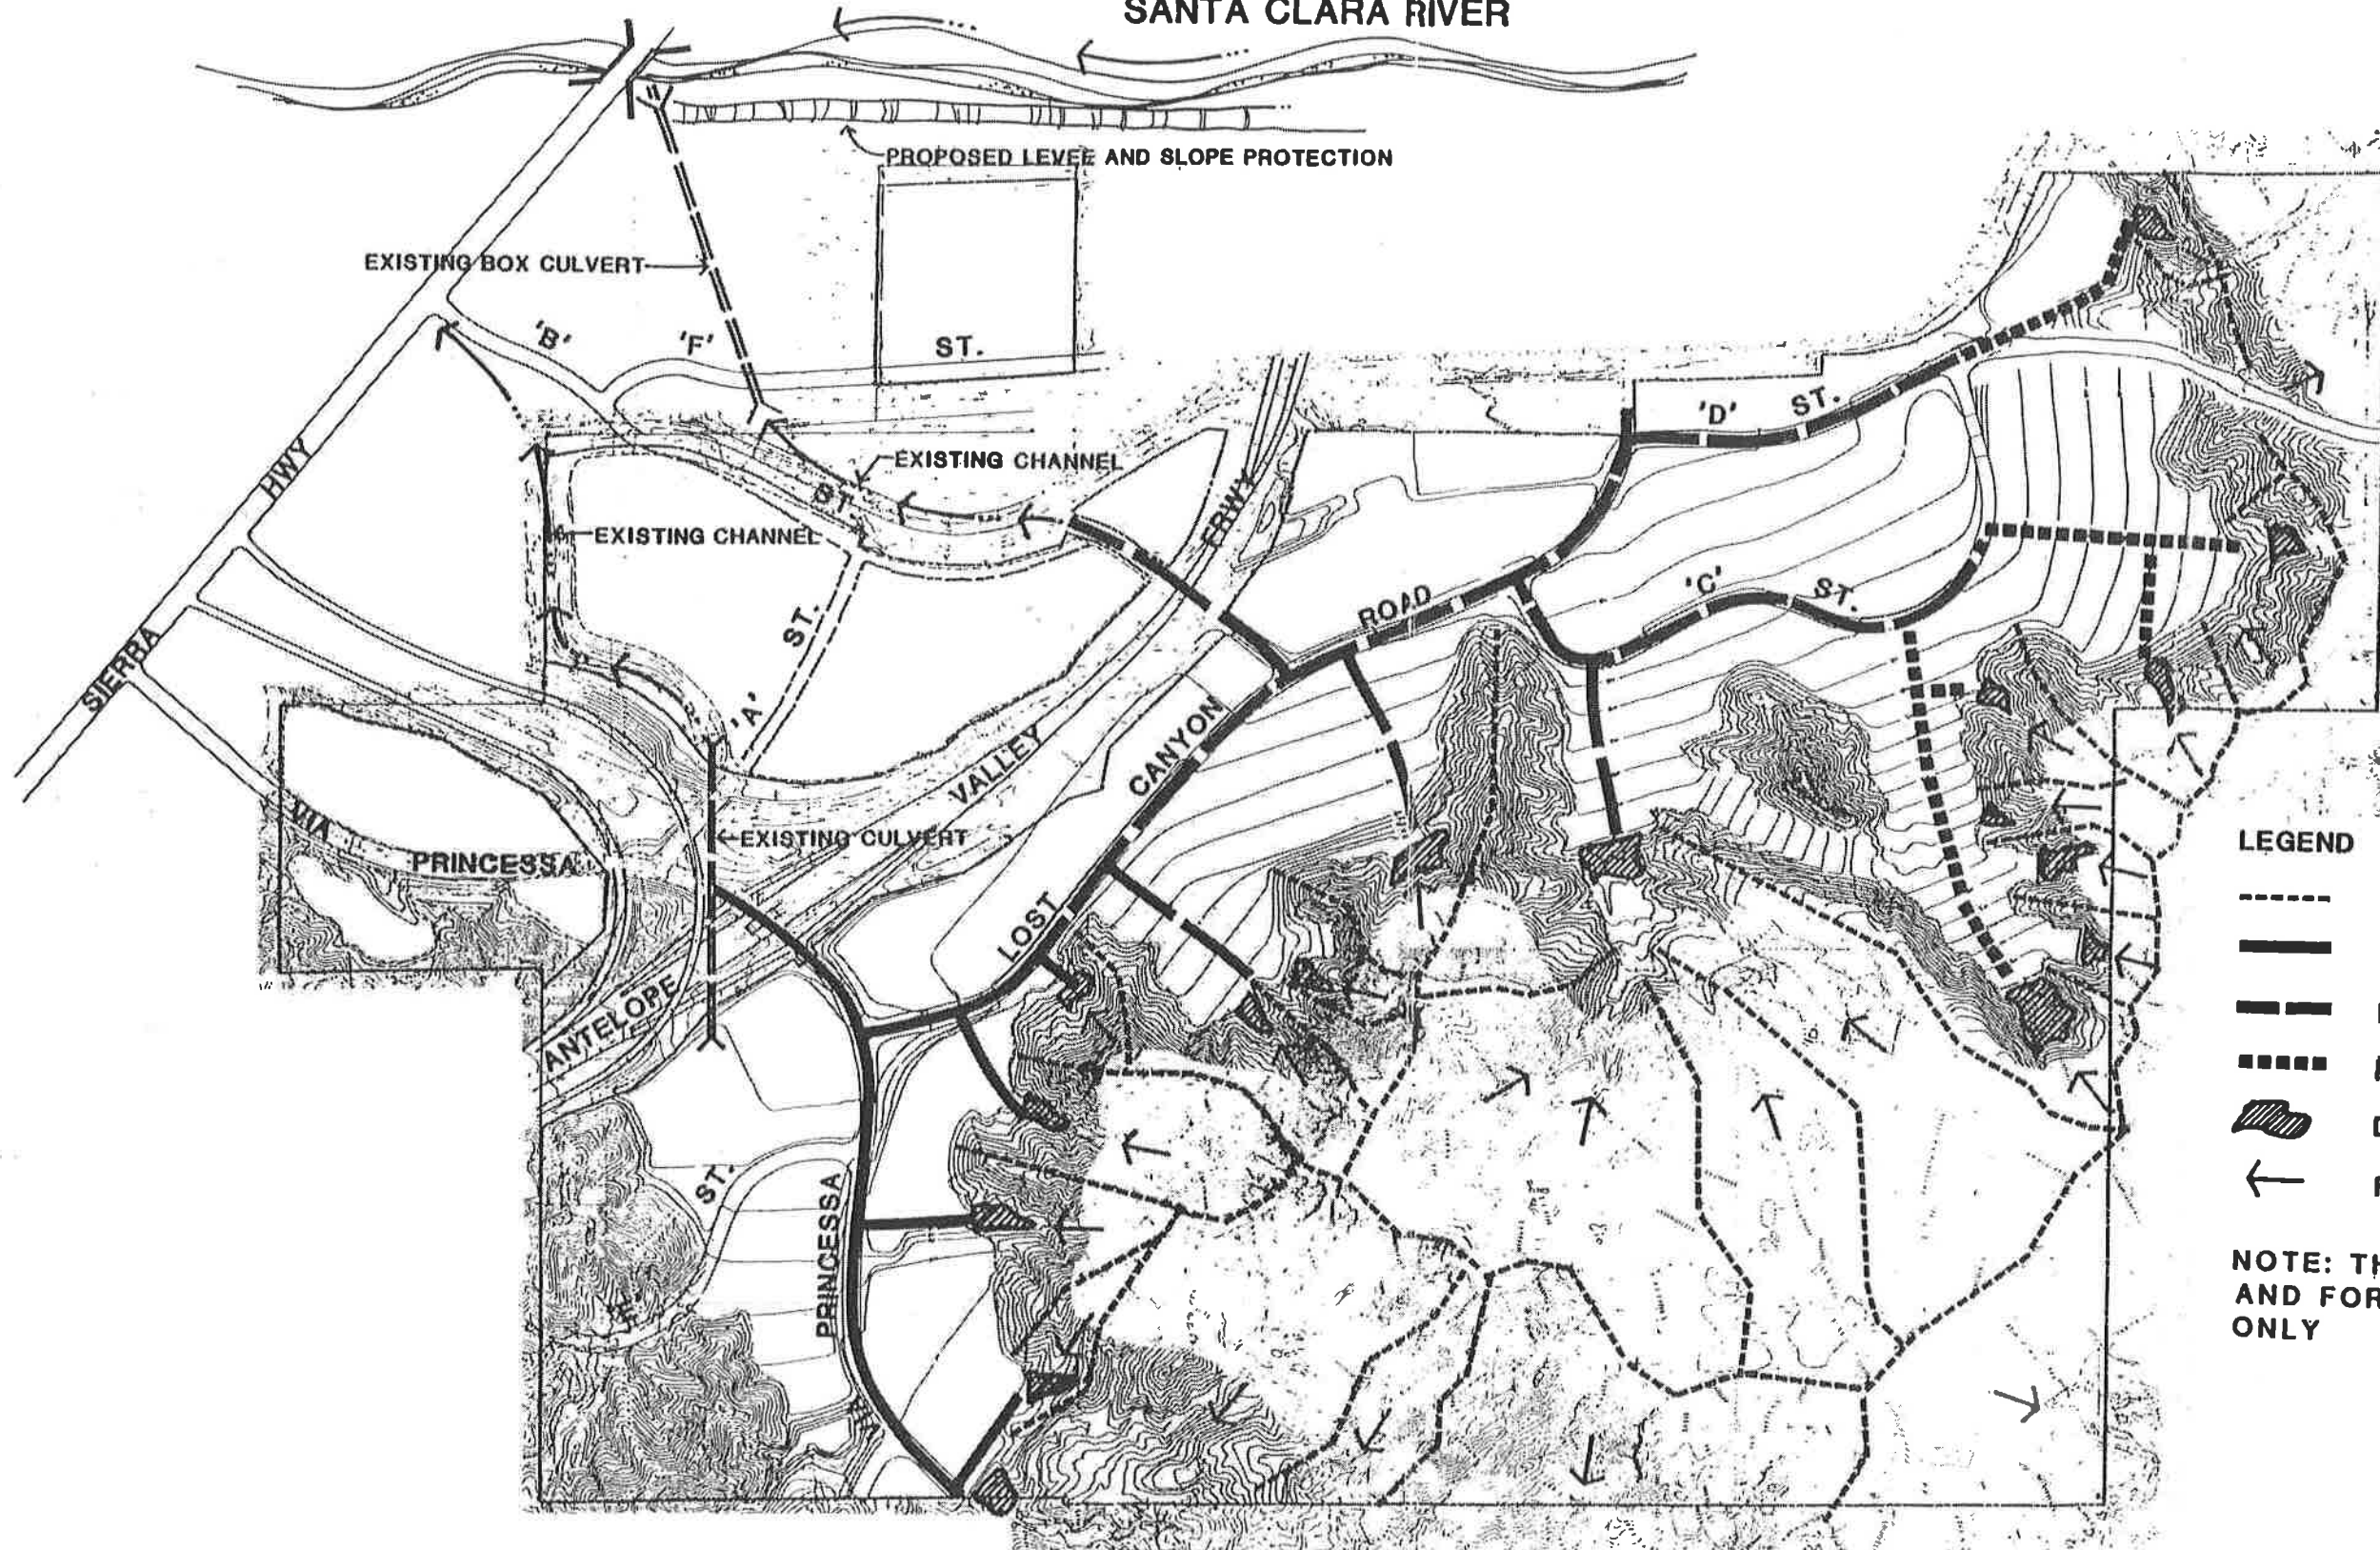 SANTA CLARA RIVER
PROPOSED LEVEE AND SLOPE PROTECTION
EXISTING BOX CULVERT
'B'
'F'
ST.
'D' ST.
HWY
EXISTING CHANNEL
ST.
FRWY
EXISTING CHANNEL
'C' ST.
ROAD
ST.
SIERRA
'A'
CANYON
VALLEY
VIA
PRINCESSA
EXISTING CULVERT
LEGEND
LOST
ANTELOPE
ST.
PRINCESSA
NOTE:
AND FOR
ONLY
VIA